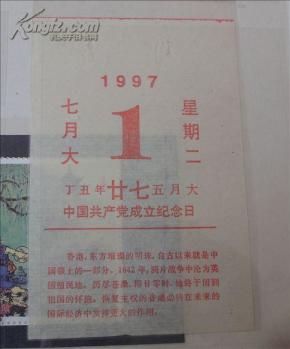 孔夫子旧书网
1997
七月大
1
星期二
丁丑年廿七五月大
中国共产党成立纪念日
香港,东方璀璨的明珠,自古以来就是中
国领土的一部分。1842年,鸦片战争中沦为英
国殖民地。历尽沧桑,即日零时,她终于回到
祖国的怀抱。恢复主权的香港必将在未来的
国际经济中发挥更大的作用。